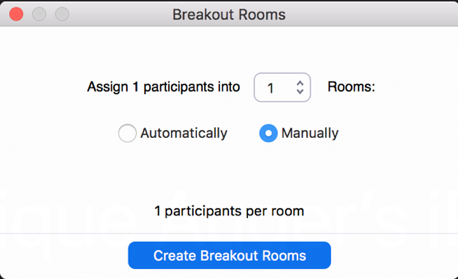 Breakout Rooms
Assign 1 participants into 1 Rooms:
Automatically Manually
1 participants per room
Create Breakout Rooms